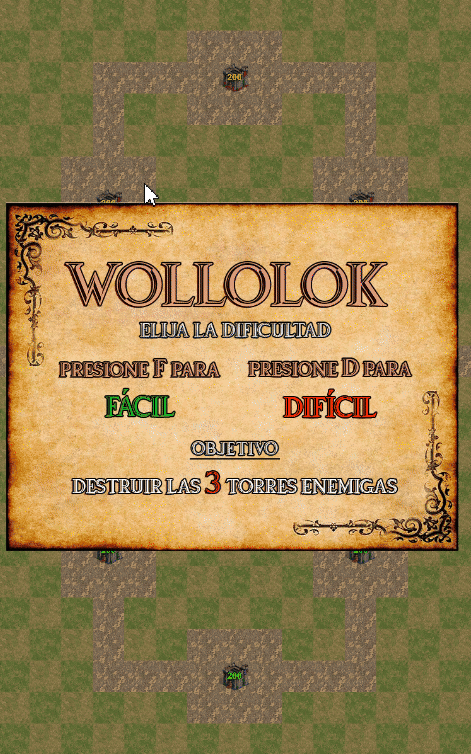 200
WOLLOLOK
ELIJA LA DIFICULTAD
PRESIONE F PARA PRESIONE D PARA
FÁCIL DIFÍCIL
OBJETIVO
DESTRUIR LAS 3 TORRES ENEMIGAS
200